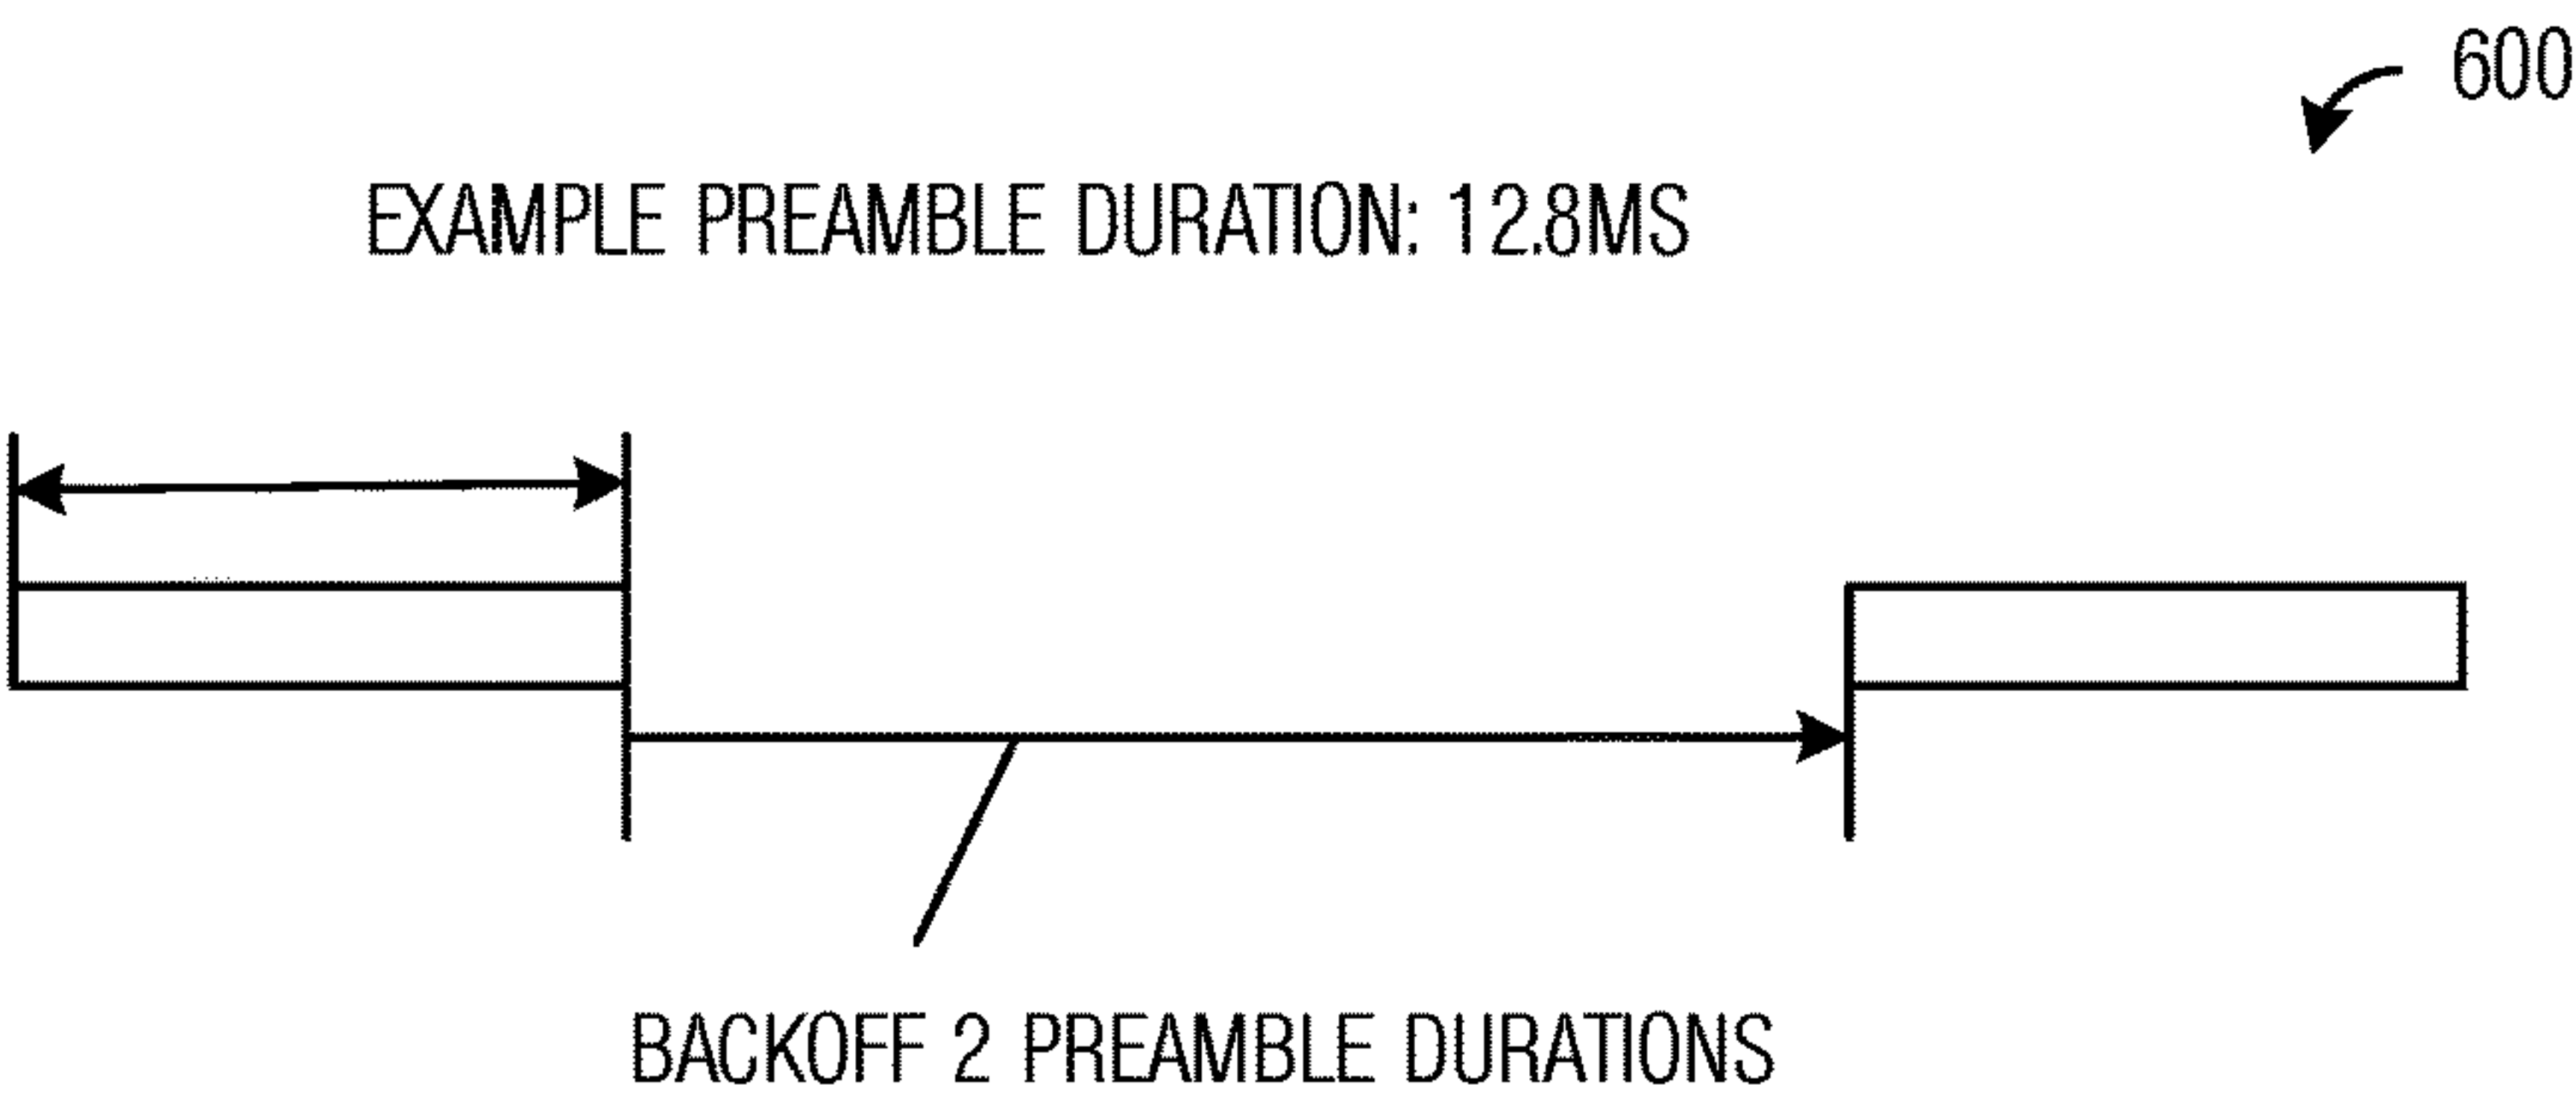 600
EXAMPLE PREAMBLE DURATION: 12.8MS
BACKOFF 2 PREAMBLE DURATIONS